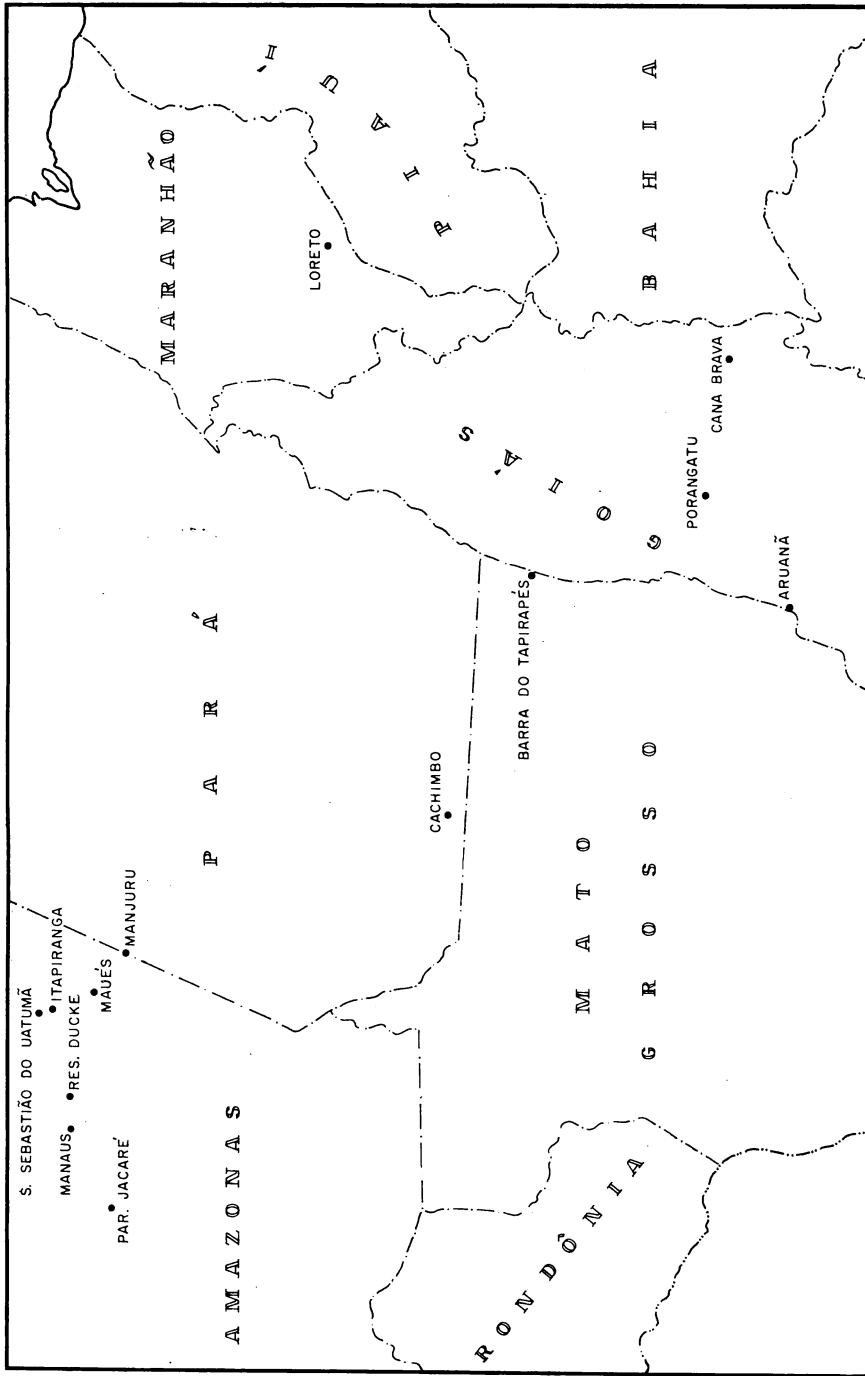 S. SEBASTIÃO DO UATUMÃ
ITAPIRANGA
MANAUS
RES. DUCKE
MAUÉS
MANJURU
PAR. JACARÉ
AMAZONAS
PARÁ
MARANHÃO
PIAUÍ
LORETO
CACHIMBO
GOIÁS
BARRA DO TAPIRAPÉS
RONDÔNIA
MATO
GROSSO
BAHIA
PORANGATU
CANA BRAVA
ARUANÃ